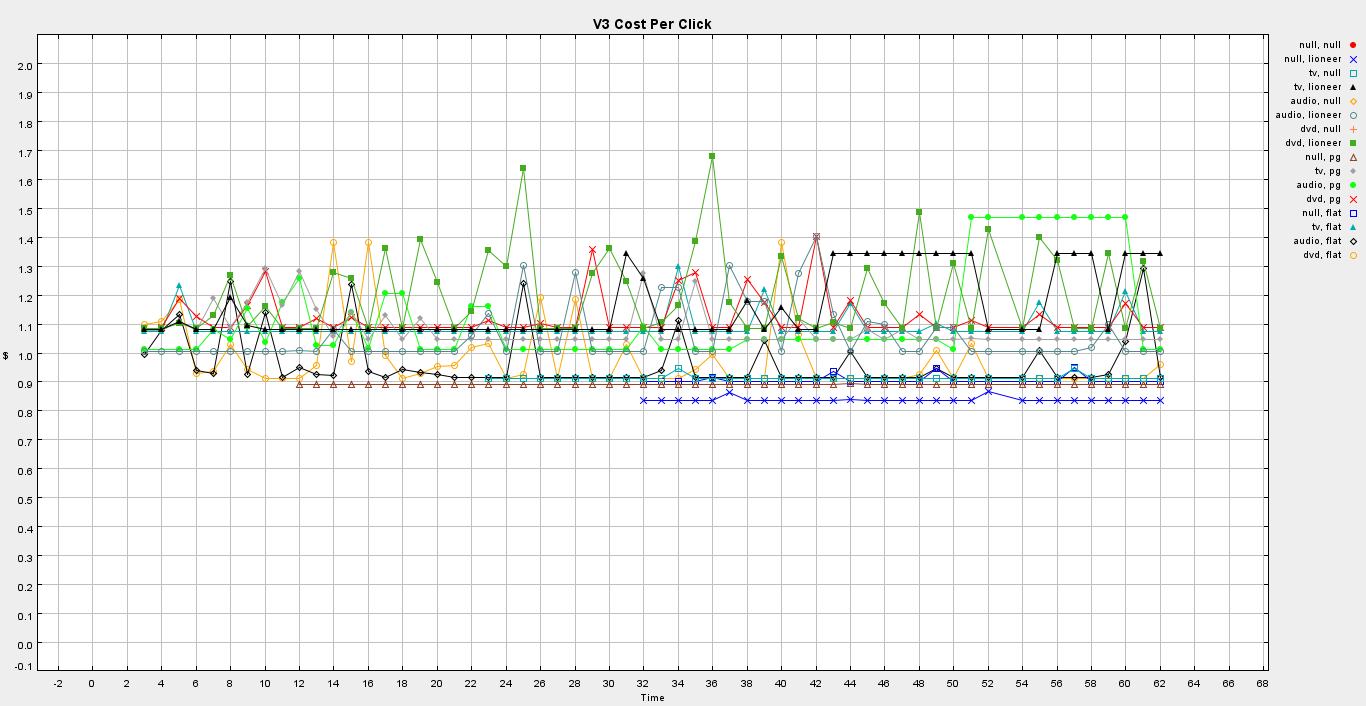 V3 Cost Per Click
null, null
null, lioneer
tv, null
tv, lioneer
audio, null
audio, lioneer
dvd, null
dvd, lioneer
null, pg
tv, pg
audio, pg
dvd, pg
null, flat
tv, flat
audio, flat
dvd, flat
2.0
1.9
1.8
1.7
1.6
1.5
1.4
1.3
1.2
1.1
1.0
0.9
0.8
0.7
0.6
0.5
0.4
0.3
0.2
0.1
0.0
-0.1
$
-2 0 2 4 6 8 10 12 14 16 18 20 22 24 26 28 30 32 34 36 38 40 42 44 46 48 50 52 54 56 58 60 62 64 66 68
Time